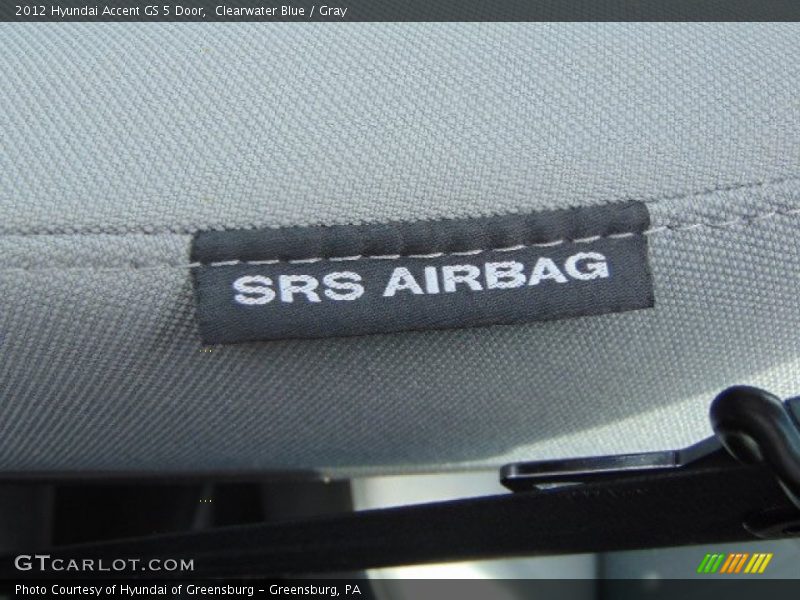 2012 Hyundai Accent GS 5 Door,  Clearwater Blue / Gray
SRS AIRBAG
GTCARLOT.COM
Photo Courtesy of Hyundai of Greensburg - Greensburg, PA